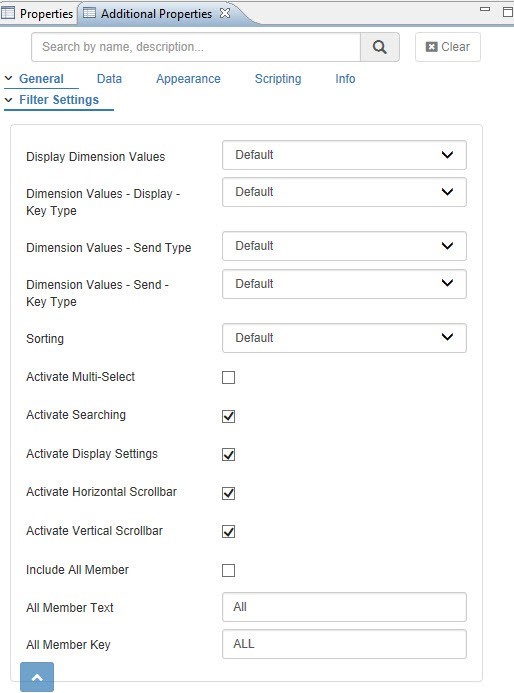 Properties Additional Properties
Search by name, description... Clear
General Data Appearance Scripting Info
Filter Settings
Display Dimension Values Default
Dimension Values - Display - Default
Key Type
Dimension Values - Send Type Default
Dimension Values - Send - Default
Key Type
Sorting Default
Activate Multi-Select
Activate Searching
Activate Display Settings
Activate Horizontal Scrollbar
Activate Vertical Scrollbar
Include All Member
All Member Text All
All Member Key ALL